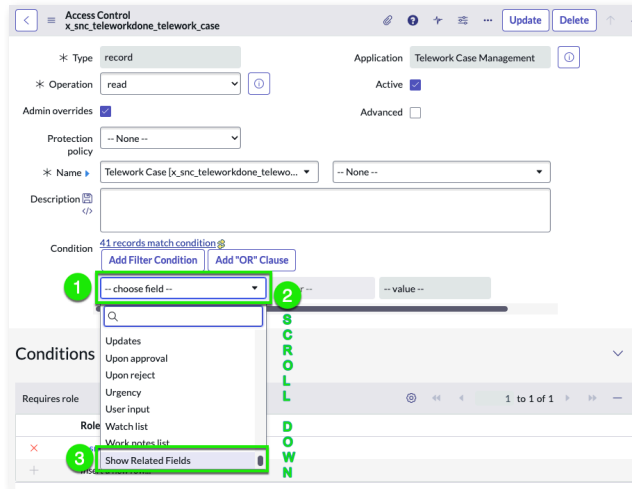 Access Control
x_snc_teleworkdone_telework_case
Update
Delete
Type
record
Application
Telework Case Management
Operation
read
Active
Admin overrides
Advanced
Protection policy
-- None --
Name
Telework Case [x_snc_teleworkdone_telewo...
-- None --
Description
Condition
41 records match condition
Add Filter Condition
Add "OR" Clause
1
-- choose field --
2
-- value --
SCROLL
DOWN
Updates
Upon approval
Upon reject
Urgency
User input
Watch list
Work notes list
3
Show Related Fields
Conditions
Requires role
1 to 1 of 1
Role